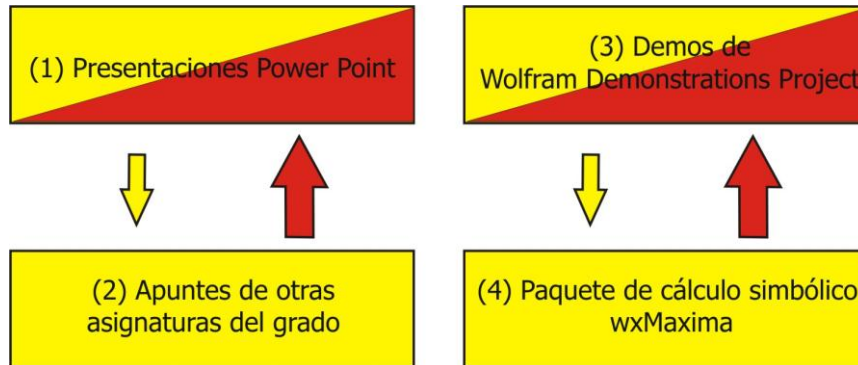 (1) Presentaciones Power Point
(3) Demos de
Wolfram Demonstrations Project
(2) Apuntes de otras
asignaturas del grado
(4) Paquete de cálculo simbólico
wxMaxima